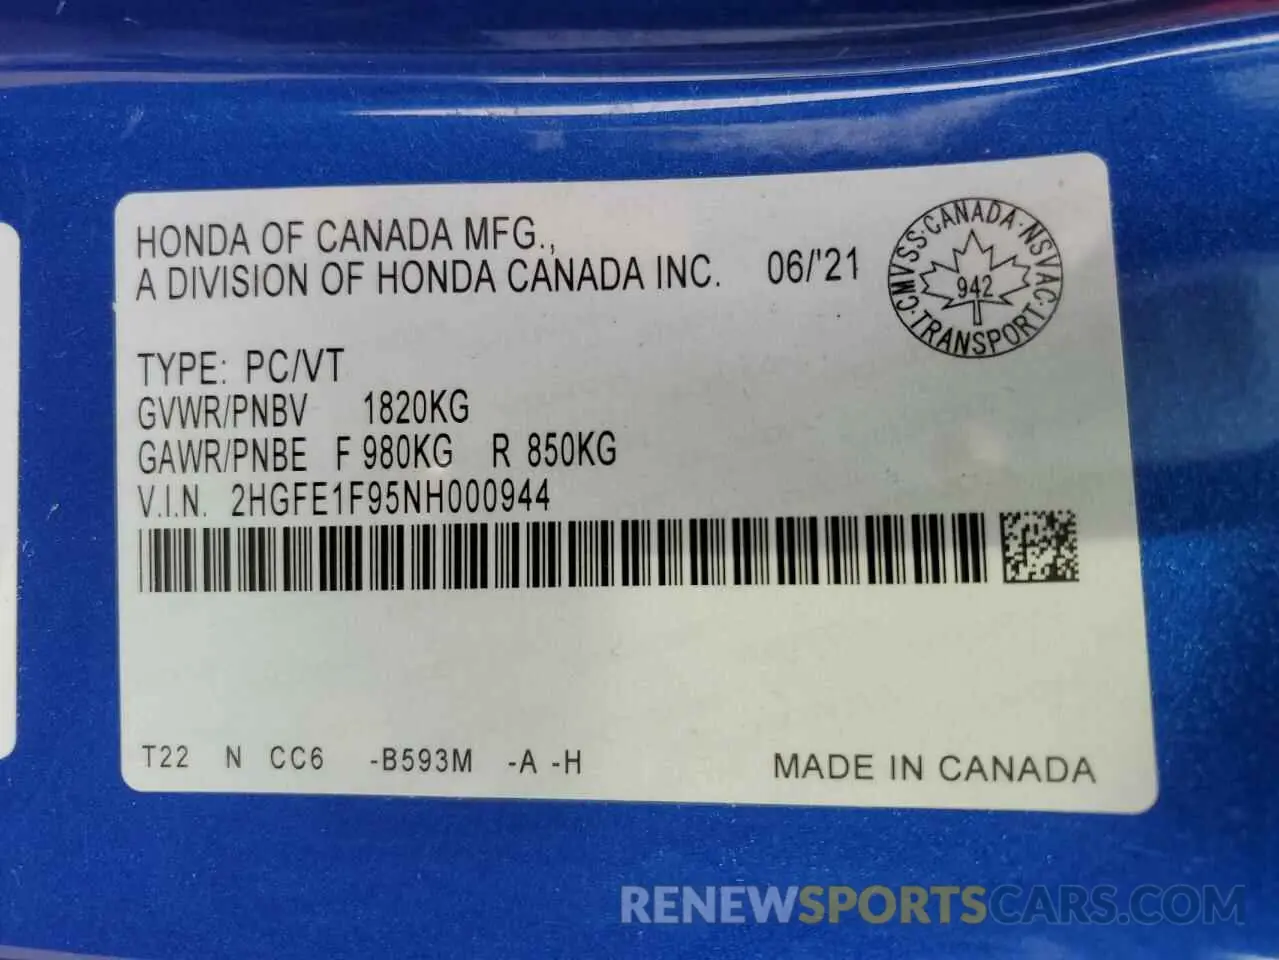 HONDA OF CANADA MFG.,
A DIVISION OF HONDA CANADA INC. 06/'21
CMVSS·CANADA·NSVAC·TRANSPORT·
942
TYPE: PC/VT
GVWR/PNBV 1820KG
GAWR/PNBE F 980KG R 850KG
V.I.N. 2HGFE1F95NH000944
T22 N CC6 -B593M -A -H MADE IN CANADA
RENEWSPORTSCARS.COM